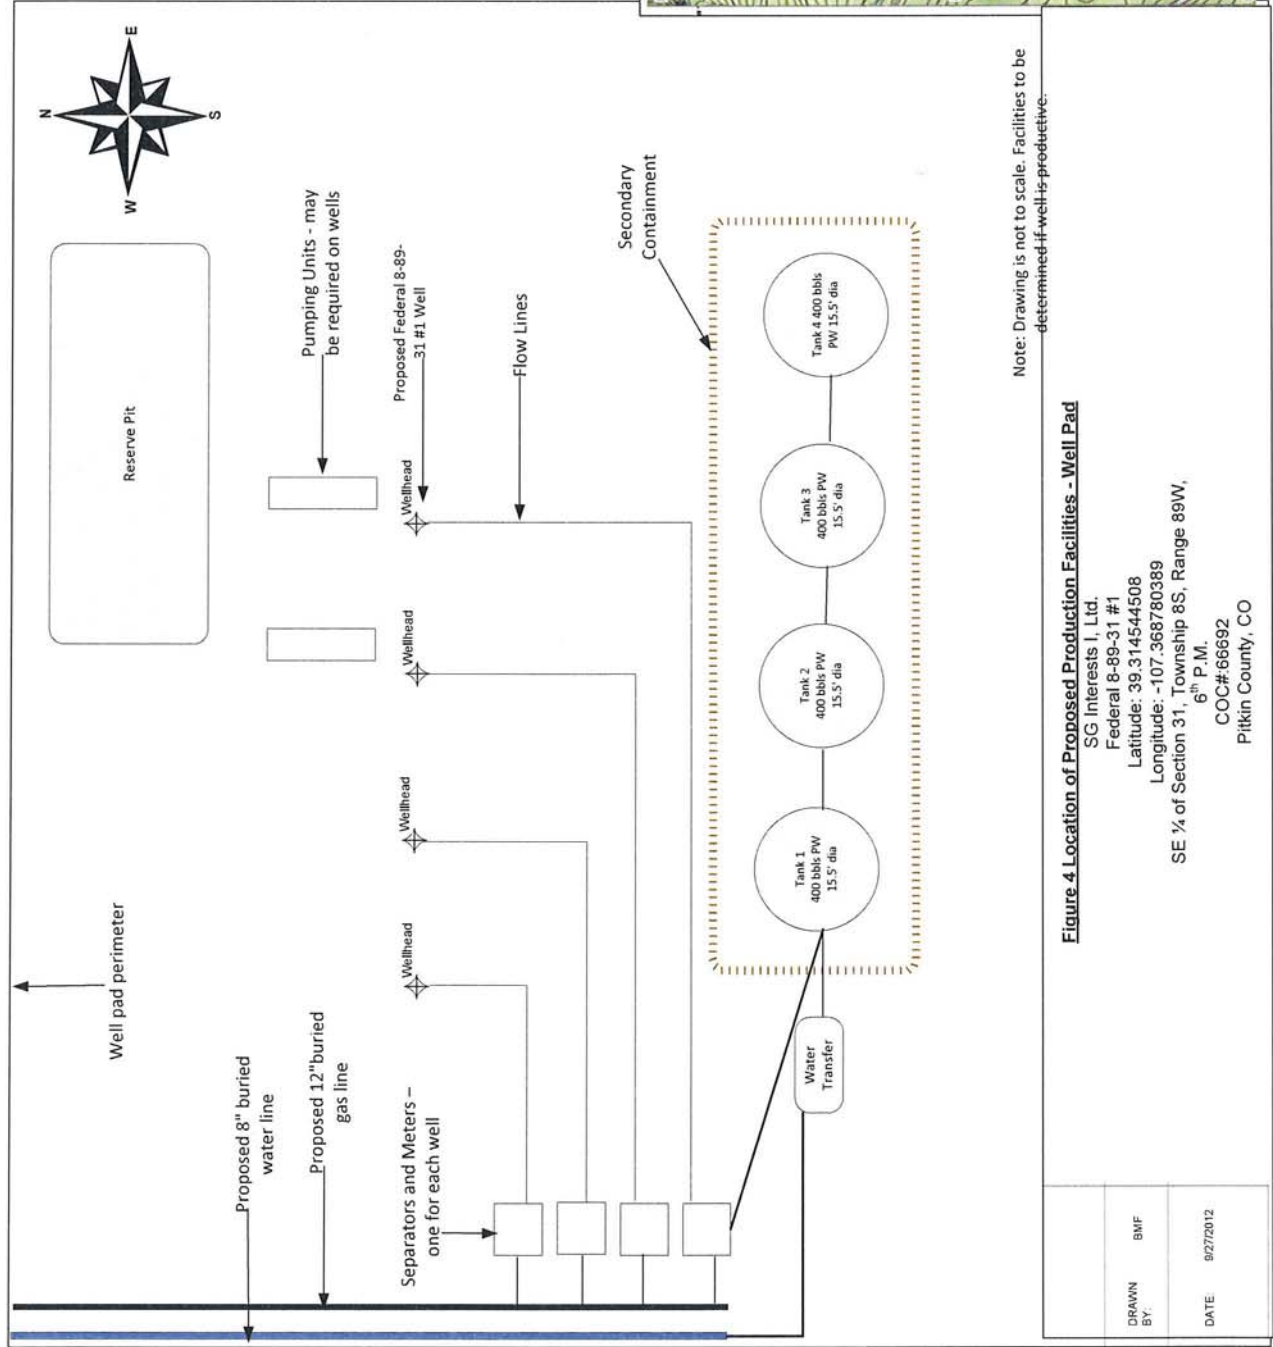 N
E
S
W
Reserve Pit
Pumping Units - may
be required on wells
Proposed Federal 8-89-
31 #1 Well
Flow Lines
Wellhead
Wellhead
Wellhead
Wellhead
Well pad perimeter
Proposed 8" buried
water line
Proposed 12"buried
gas line
Separators and Meters –
one for each well
Secondary
Containment
Tank 1
400 bbls PW
15.5' dia
Tank 2
400 bbls PW
15.5' dia
Tank 3
400 bbls PW
15.5' dia
Tank 4 400 bbls
PW 15.5' dia
Water
Transfer
Note: Drawing is not to scale. Facilities to be
determined if well is productive.
Figure 4 Location of Proposed Production Facilities - Well Pad
SG Interests I, Ltd.
Federal 8-89-31 #1
Latitude: 39.314544508
Longitude: -107.368780389
SE ¼ of Section 31, Township 8S, Range 89W,
6th P.M.
COC#:66692
Pitkin County, CO
DRAWN BMF
BY:
DATE 9/27/2012